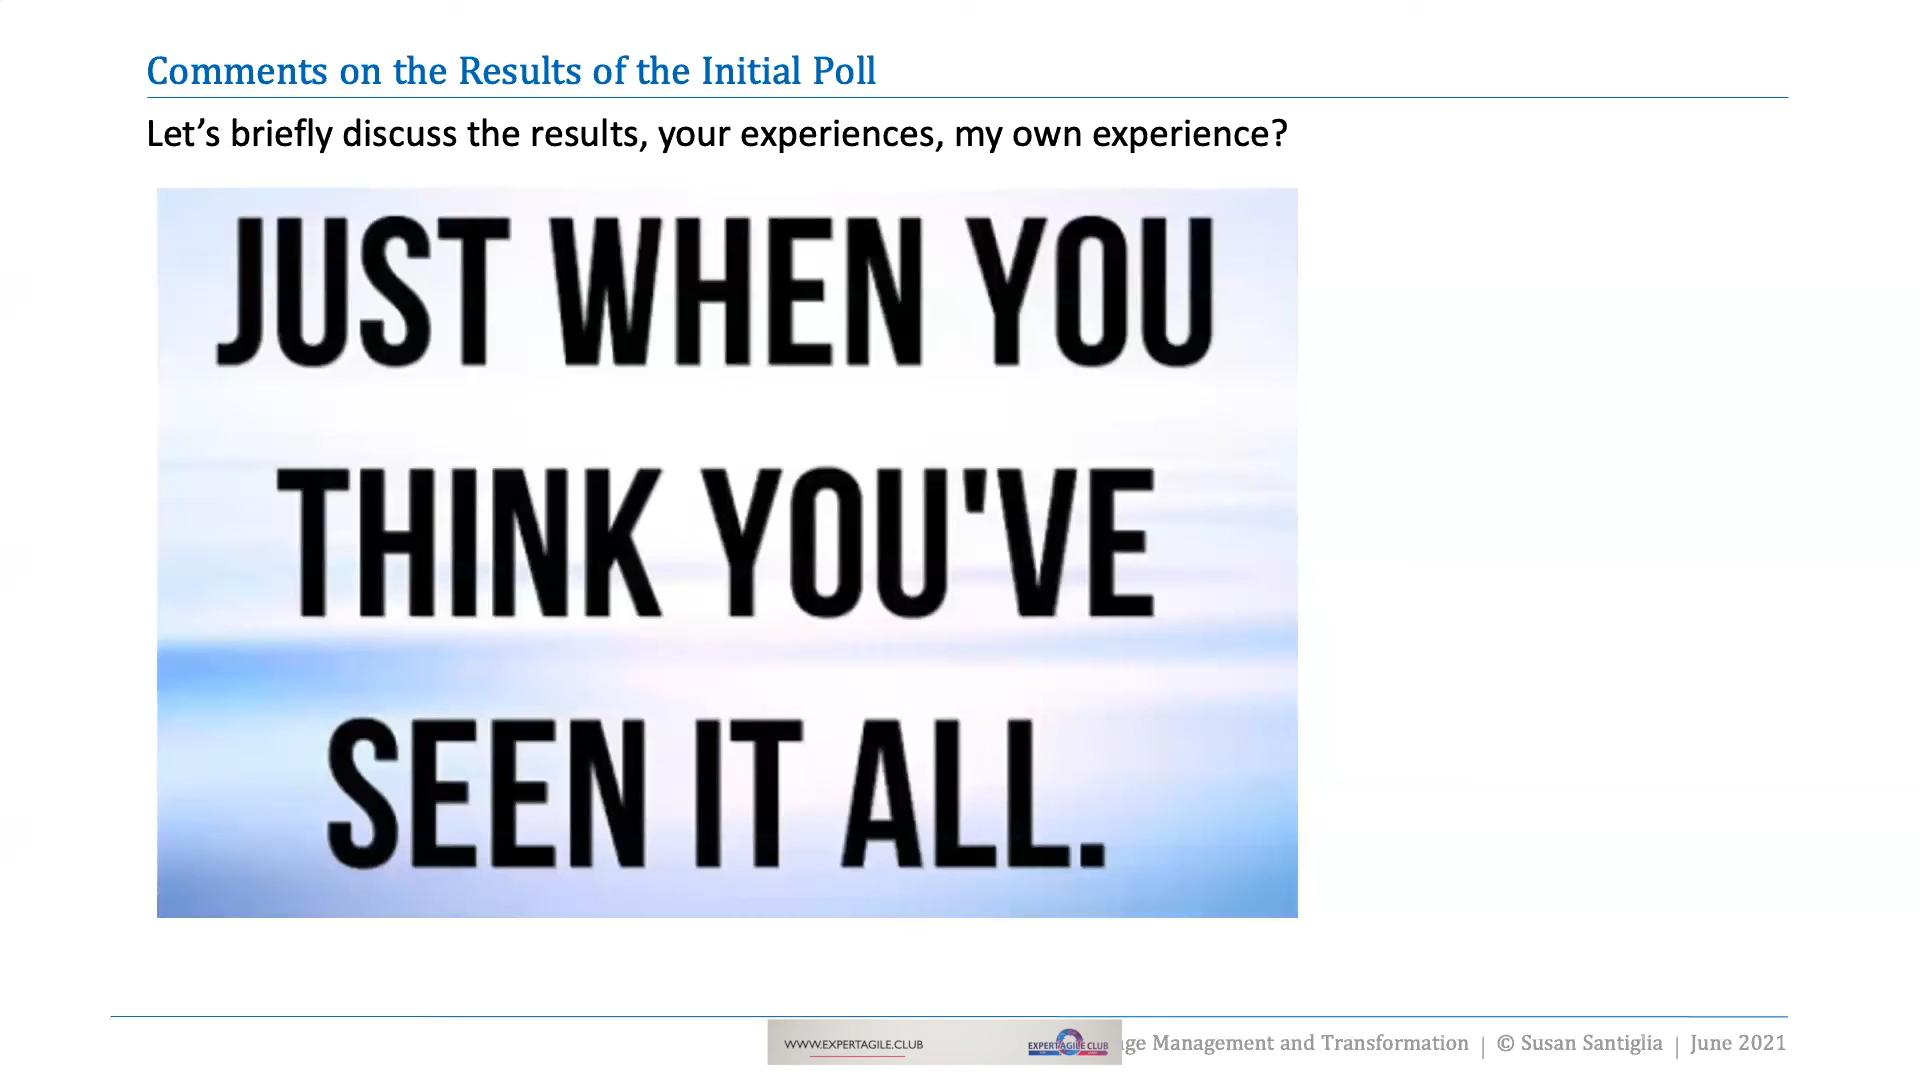 Comments on the Results of the Initial Poll
Let’s briefly discuss the results, your experiences, my own experience?
JUST WHEN YOU
THINK YOU'VE
SEEN IT ALL.
WWW.EXPERTAGILE.CLUB
EXPERTAGILE CLUB
Management and Transformation | © Susan Santiglia | June 2021